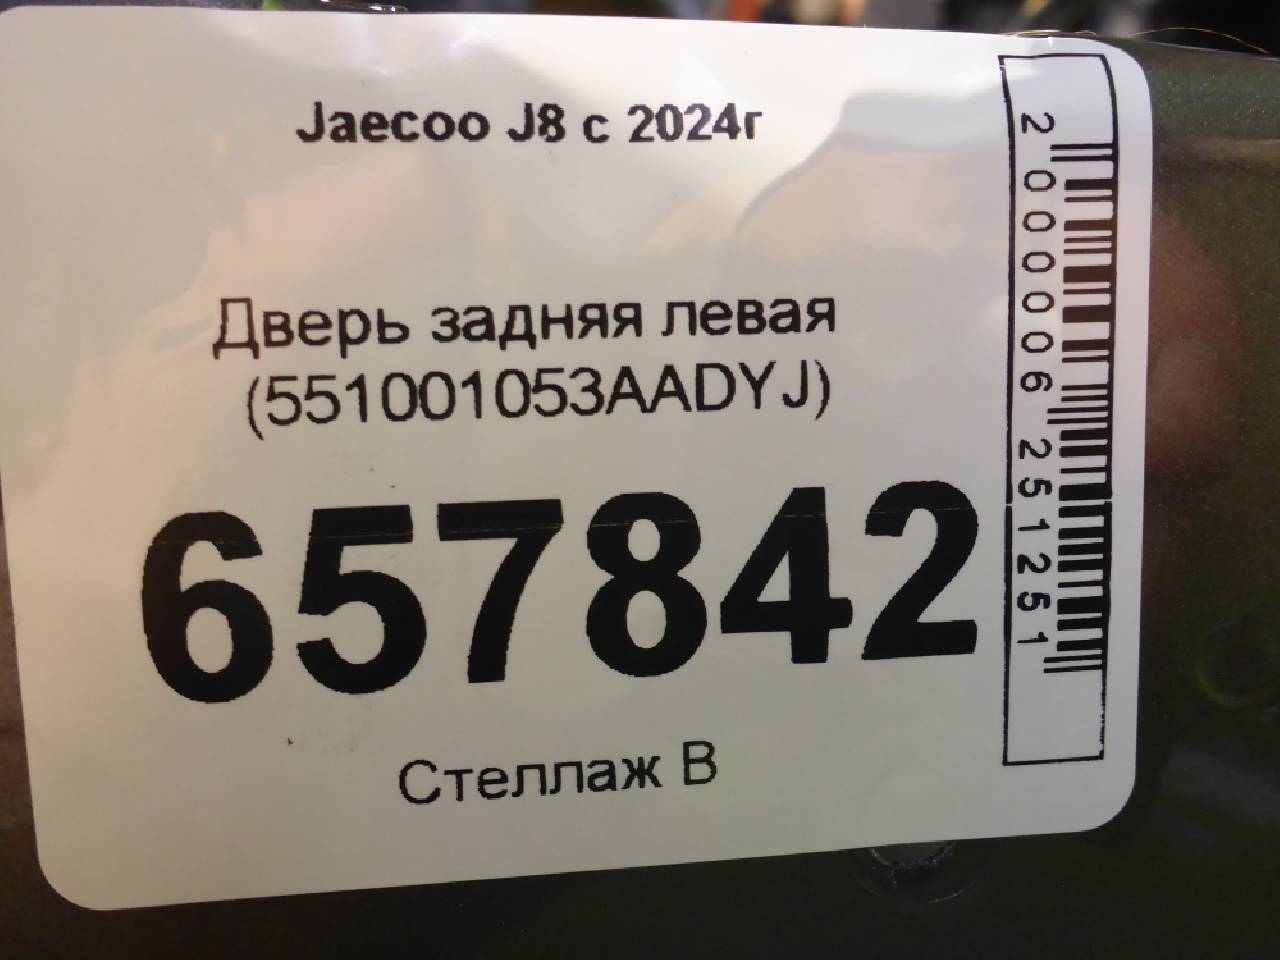 Jaecoo J8 с 2024г
Дверь задняя левая
(551001053AADYJ)
657842
Стеллаж В
2000006251251